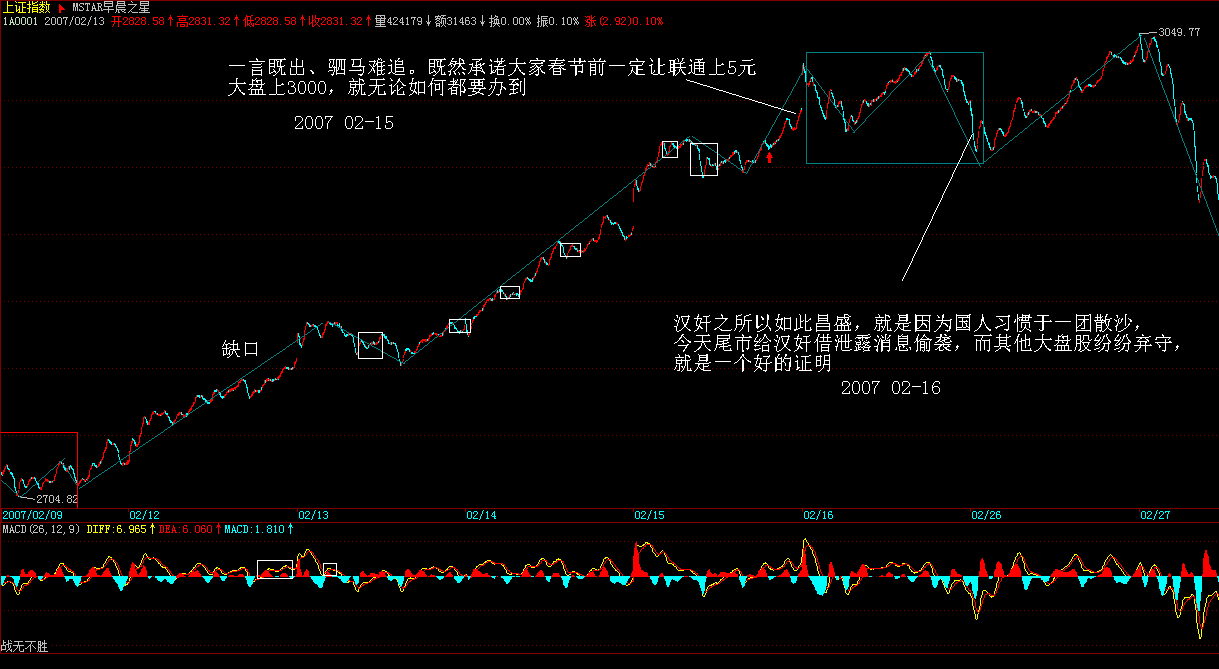 上证指数 MSTAR早晨之星
1A0001 2007/02/13 开2828.58↑高2831.32↑低2828.58↑收2831.32↑量424179↓额31463↓换0.00% 振0.10% 涨(2.92)0.10%
3049.77
一言既出、驷马难追。既然承诺大家春节前一定让联通上5元
大盘上3000，就无论如何都要办到
2007 02-15
缺口
汉奸之所以如此昌盛，就是因为国人习惯于一团散沙，
今天尾市给汉奸借泄露消息偷袭，而其他大盘股纷纷弃守，
就是一个好的证明
2007 02-16
2704.82
2007/02/09 02/12 02/13 02/14 02/15 02/16 02/26 02/27
MACD(26,12,9) DIFF:6.965↑DEA:6.060↑MACD:1.810↑
战无不胜